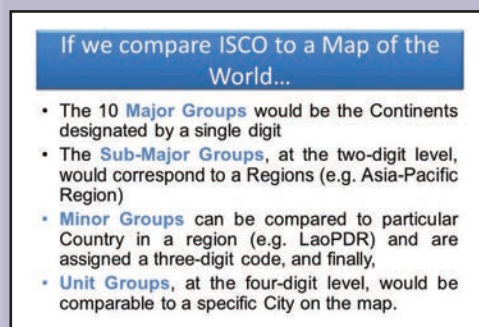 If we compare ISCO to a Map of the
World…
• The 10 Major Groups would be the Continents
designated by a single digit
• The Sub-Major Groups, at the two-digit level,
would correspond to a Regions (e.g. Asia-Pacific
Region)
• Minor Groups can be compared to particular
Country in a region (e.g. LaoPDR) and are
assigned a three-digit code, and finally,
• Unit Groups, at the four-digit level, would be
comparable to a specific City on the map.